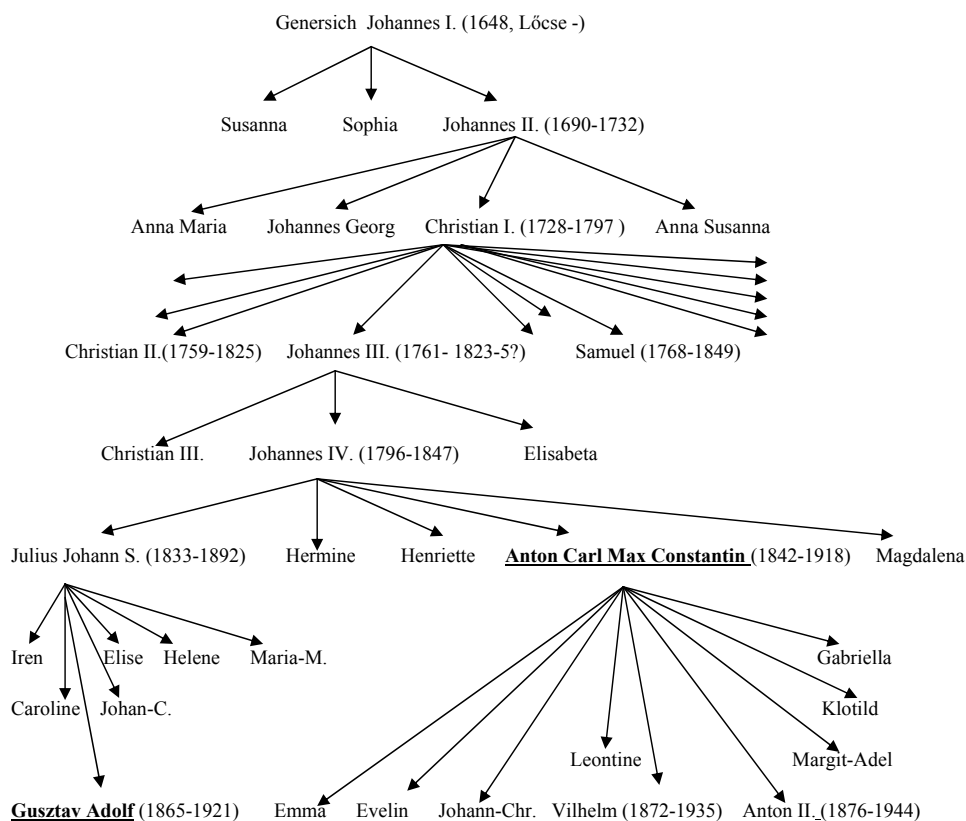 Genersich Johannes I. (1648, Lőcse -)
Susanna Sophia Johannes II. (1690-1732)
Anna Maria Johannes Georg Christian I. (1728-1797 ) Anna Susanna
Christian II.(1759-1825) Johannes III. (1761- 1823-5?) Samuel (1768-1849)
Christian III. Johannes IV. (1796-1847) Elisabeta
Julius Johann S. (1833-1892) Hermine Henriette Anton Carl Max Constantin (1842-1918) Magdalena
Iren Elise Helene Maria-M. Gabriella
Caroline Johan-C. Klotild
Leontine Margit-Adel
Gusztav Adolf (1865-1921) Emma Evelin Johann-Chr. Vilhelm (1872-1935) Anton II. (1876-1944)